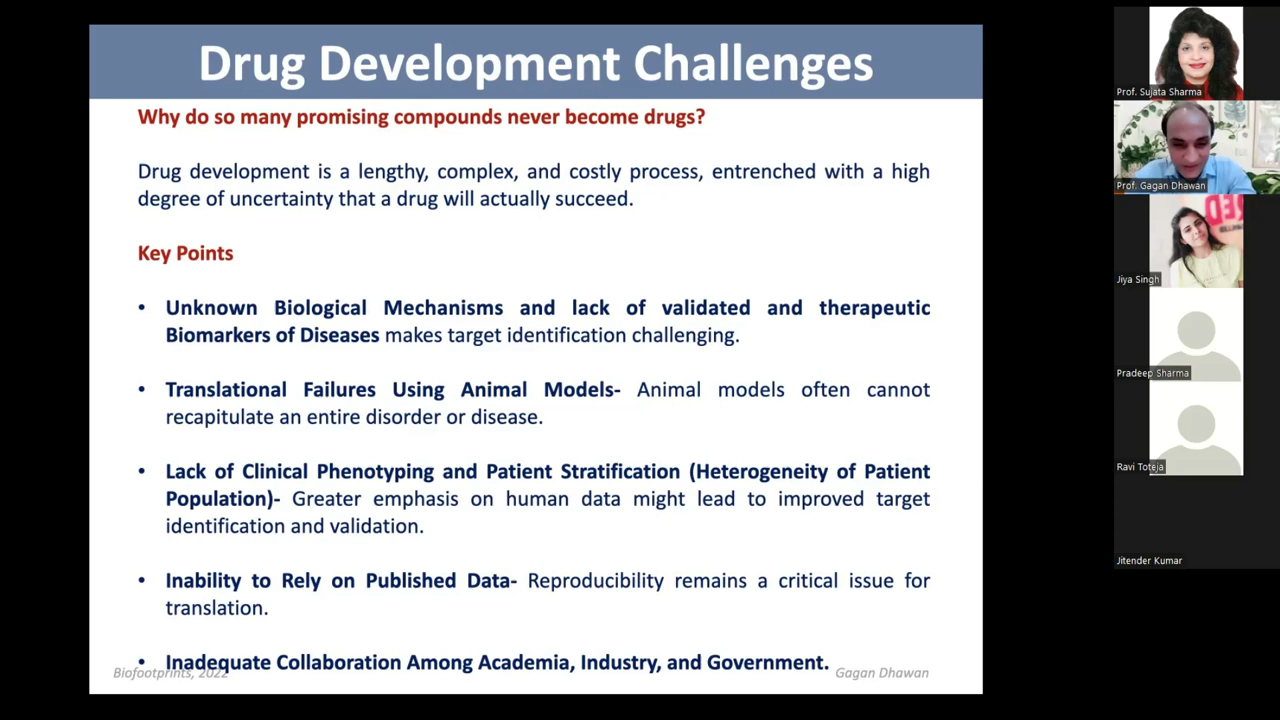 Drug Development Challenges
Why do so many promising compounds never become drugs?
Drug development is a lengthy, complex, and costly process, entrenched with a high
degree of uncertainty that a drug will actually succeed.
Key Points
• Unknown Biological Mechanisms and lack of validated and therapeutic
Biomarkers of Diseases makes target identification challenging.
• Translational Failures Using Animal Models- Animal models often cannot
recapitulate an entire disorder or disease.
• Lack of Clinical Phenotyping and Patient Stratification (Heterogeneity of Patient
Population)- Greater emphasis on human data might lead to improved target
identification and validation.
• Inability to Rely on Published Data- Reproducibility remains a critical issue for
translation.
• Inadequate Collaboration Among Academia, Industry, and Government.
Biofootprints, 2022
Gagan Dhawan
Prof. Sujata Sharma
Prof. Gagan Dhawan
Jiya Singh
Pradeep Sharma
Ravi Toteja
Jitender Kumar